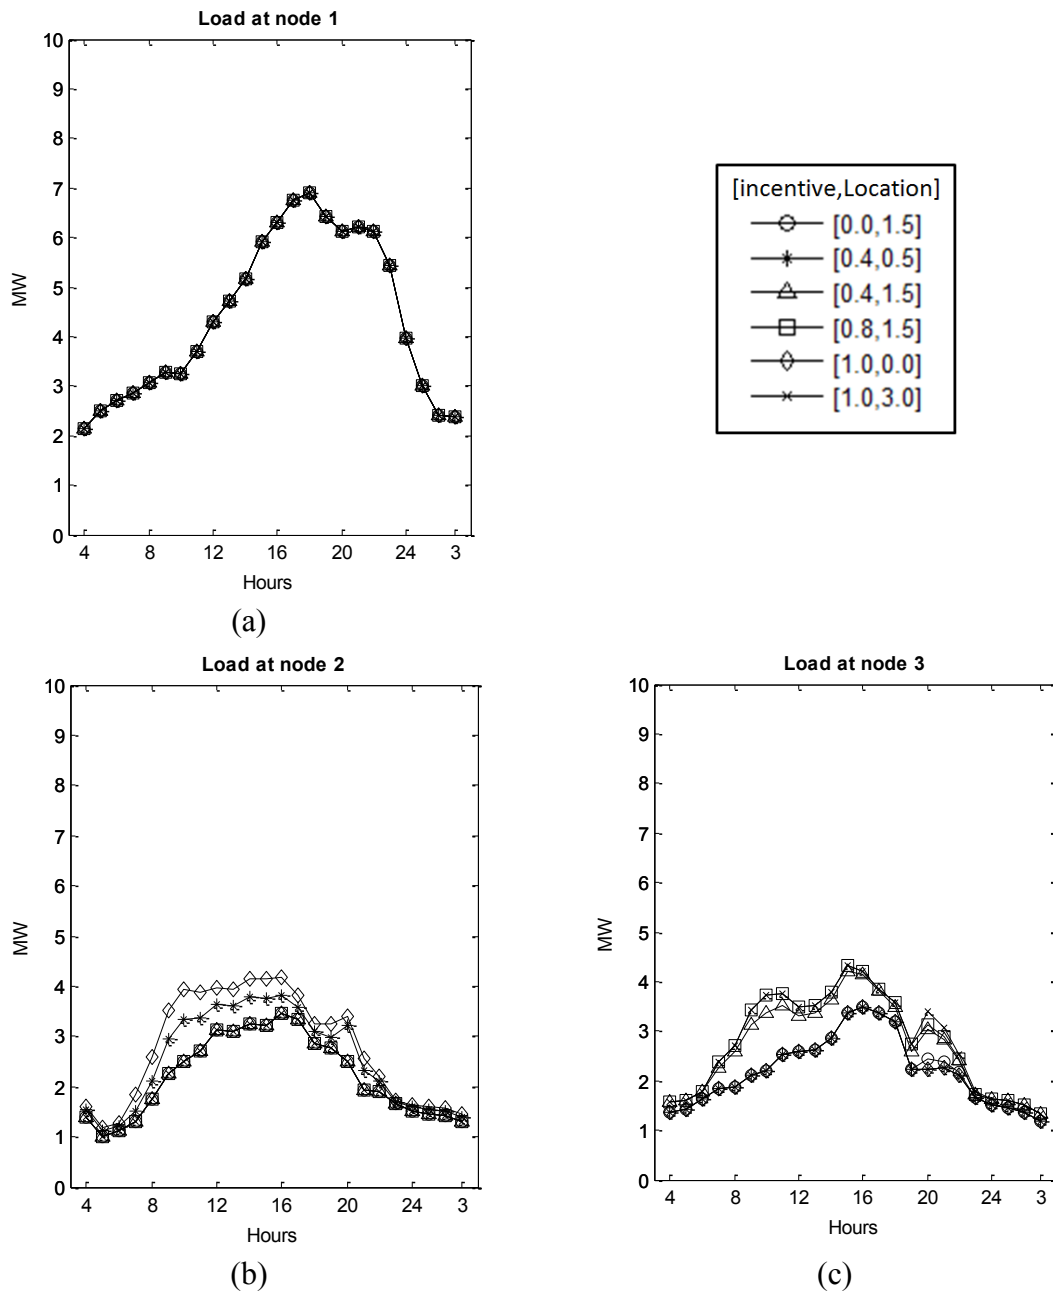 Load at node 1
10
9
8
7
6
5
4
3
2
1
0
MW
4 8 12 16 20 24 3
Hours
(a)
[incentive,Location]
[0.0,1.5]
[0.4,0.5]
[0.4,1.5]
[0.8,1.5]
[1.0,0.0]
[1.0,3.0]
Load at node 2
10
9
8
7
6
5
4
3
2
1
0
MW
4 8 12 16 20 24 3
Hours
(b)
Load at node 3
10
9
8
7
6
5
4
3
2
1
0
MW
4 8 12 16 20 24 3
Hours
(c)